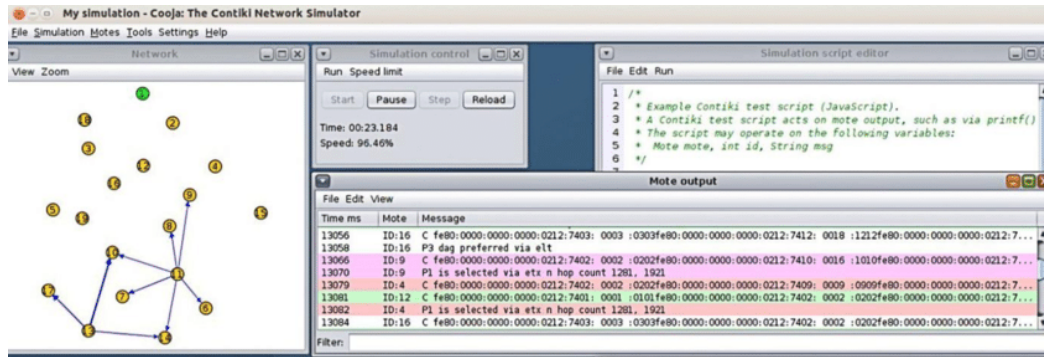 My simulation - Cooja: The Contiki Network Simulator
File Simulation Motes Tools Settings Help
Network
View Zoom
2
3
4
5
9
8
10
11
7
6
13
14
Simulation control
Run Speed limit
Start Pause Step Reload
Time: 00:23.184
Speed: 96.46%
Simulation script editor
File Edit Run
1 /*
2 * Example Contiki test script (JavaScript).
3 * A Contiki test script acts on mote output, such as via printf()
4 * The script may operate on the following variables:
5 * Mote mote, int id, String msg
6 */
Mote output
File Edit View
Time ms Mote Message
13056 ID:16 C fe80:0000:0000:0000:0212:7403: 0003 :0303fe80:0000:0000:0000:0212:7412: 0018 :1212fe80:0000:0000:0000:0212:7...
13058 ID:16 P3 dag preferred via elt
13066 ID:9 C fe80:0000:0000:0000:0212:7402: 0002 :0202fe80:0000:0000:0000:0212:7410: 0016 :1010fe80:0000:0000:0000:0212:7...
13070 ID:9 P1 is selected via etx n hop count 1281, 1921
13079 ID:4 C fe80:0000:0000:0000:0212:7402: 0002 :0202fe80:0000:0000:0000:0212:7409: 0009 :0909fe80:0000:0000:0000:0212:7...
13081 ID:12 C fe80:0000:0000:0000:0212:7401: 0001 :0101fe80:0000:0000:0000:0212:7402: 0002 :0202fe80:0000:0000:0000:0212:7...
13082 ID:4 P1 is selected via etx n hop count 1281, 1921
13084 ID:16 C fe80:0000:0000:0000:0212:7403: 0003 :0303fe80:0000:0000:0000:0212:7402: 0002 :0202fe80:0000:0000:0000:0212:7...
Filter: